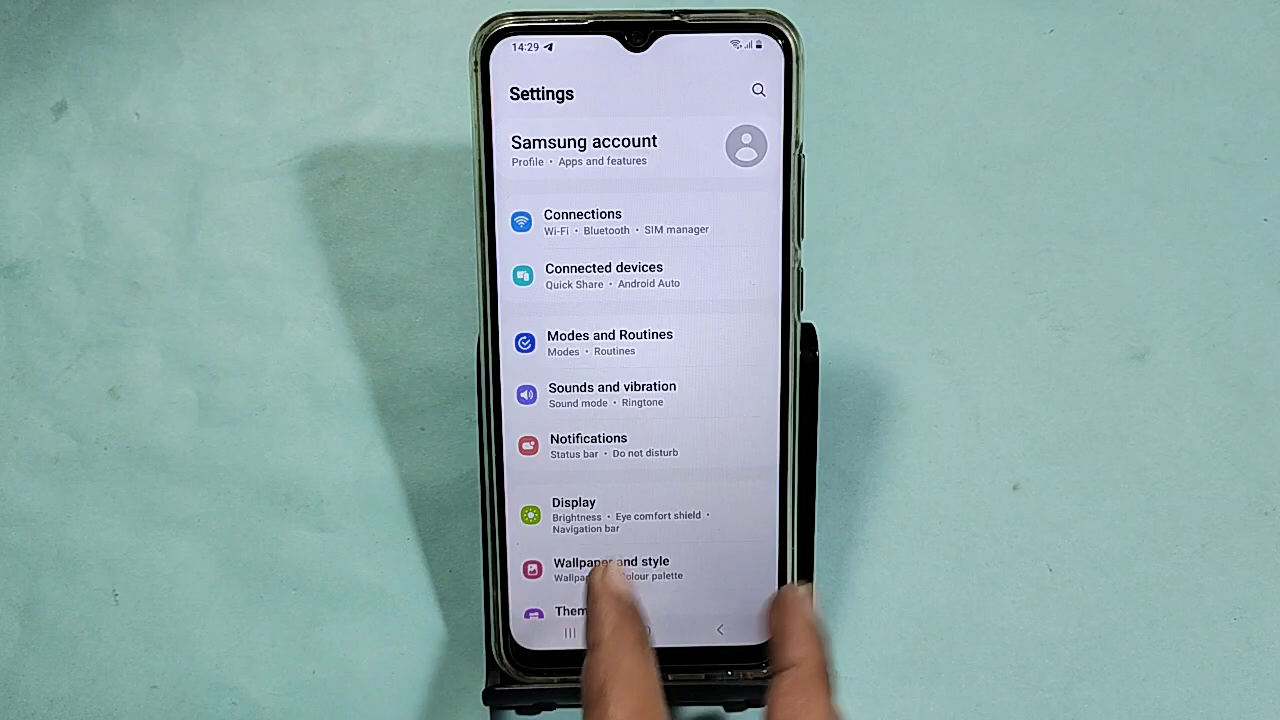 14:29
Settings
Samsung account
Profile • Apps and features
Connections
Wi-Fi • Bluetooth • SIM manager
Connected devices
Quick Share • Android Auto
Modes and Routines
Modes • Routines
Sounds and vibration
Sound mode • Ringtone
Notifications
Status bar • Do not disturb
Display
Brightness • Eye comfort shield •
Navigation bar
Wallpaper and style
palette